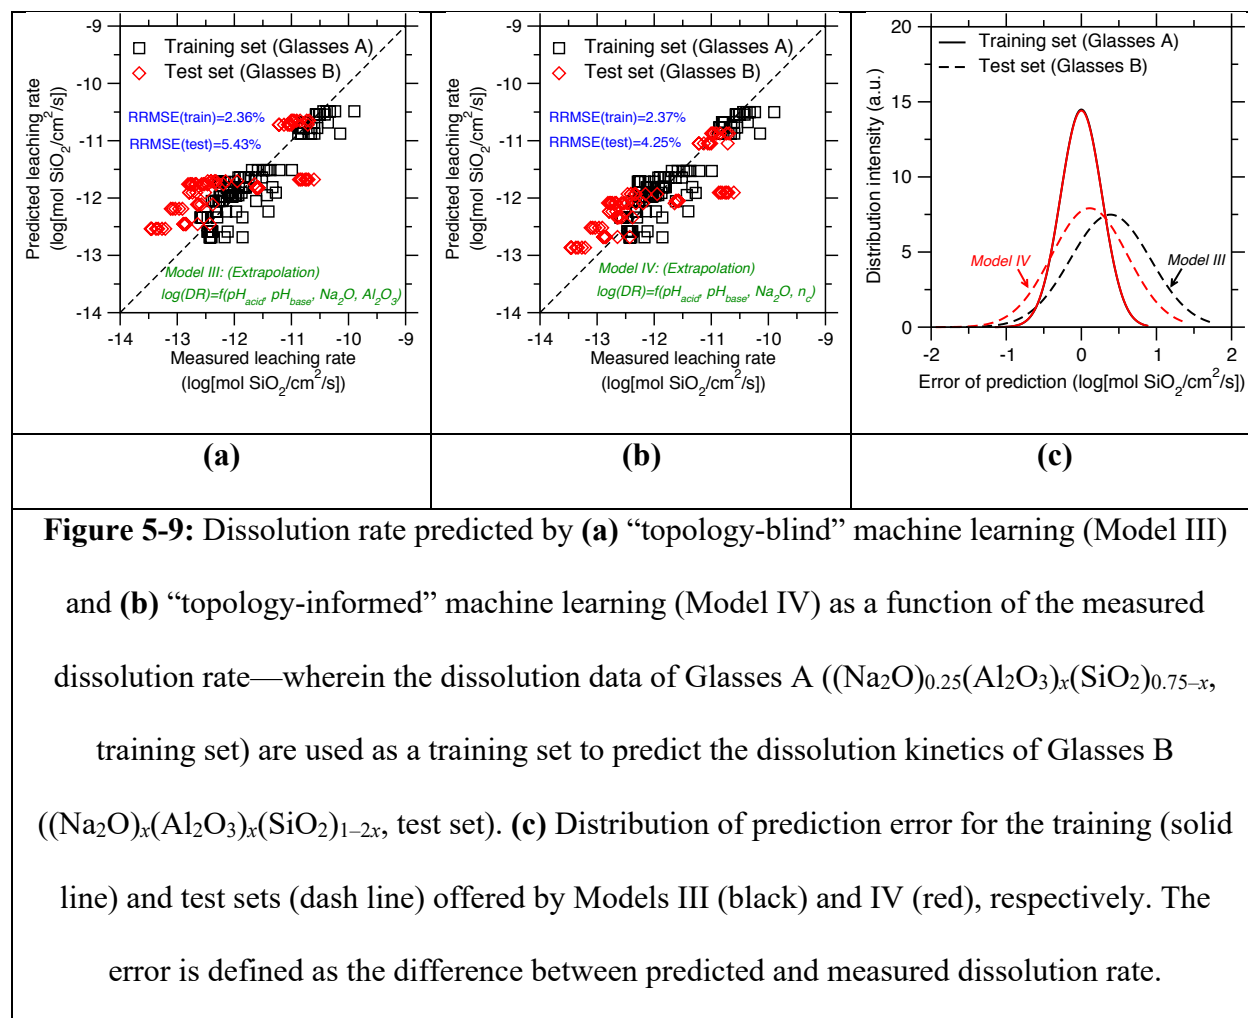 -9
-10
-11
-12
-13
-14
Predicted leaching rate
(log[mol SiO₂/cm²/s])
Training set (Glasses A)
Test set (Glasses B)
RRMSE(train)=2.36%
RRMSE(test)=5.43%
Model III: (Extrapolation)
log(DR)=f(pH_acid, pH_base, Na₂O, Al₂O₃)
-14 -13 -12 -11 -10 -9
Measured leaching rate
(log[mol SiO₂/cm²/s])
-9
-10
-11
-12
-13
-14
Predicted leaching rate
(log[mol SiO₂/cm²/s])
Training set (Glasses A)
Test set (Glasses B)
RRMSE(train)=2.37%
RRMSE(test)=4.25%
Model IV: (Extrapolation)
log(DR)=f(pH_acid, pH_base, Na₂O, n_c)
-14 -13 -12 -11 -10 -9
Measured leaching rate
(log[mol SiO₂/cm²/s])
20
15
10
5
0
Distribution intensity (a.u.)
Training set (Glasses A)
Test set (Glasses B)
Model IV
Model III
-2 -1 0 1 2
Error of prediction (log[mol SiO₂/cm²/s])
(a) (b) (c)
Figure 5-9: Dissolution rate predicted by (a) “topology-blind” machine learning (Model III)
and (b) “topology-informed” machine learning (Model IV) as a function of the measured
dissolution rate—wherein the dissolution data of Glasses A ((Na₂O)₀.₂₅(Al₂O₃)ₓ(SiO₂)₀.₇₅₋ₓ,
training set) are used as a training set to predict the dissolution kinetics of Glasses B
((Na₂O)ₓ(Al₂O₃)ₓ(SiO₂)₁₋₂ₓ, test set). (c) Distribution of prediction error for the training (solid
line) and test sets (dash line) offered by Models III (black) and IV (red), respectively. The
error is defined as the difference between predicted and measured dissolution rate.